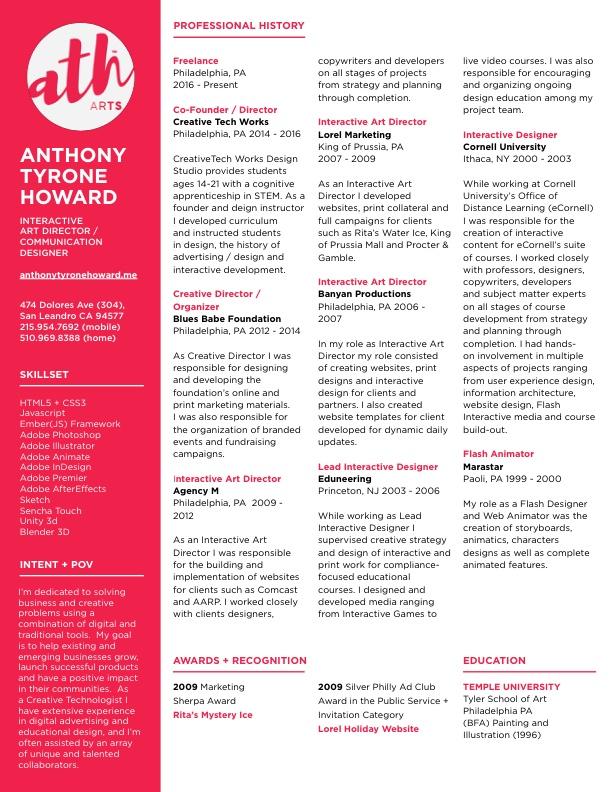 ath
ARTS
ANTHONY
TYRONE
HOWARD
INTERACTIVE
ART DIRECTOR /
COMMUNICATION
DESIGNER
anthonytyronehoward.me
474 Dolores Ave (304),
San Leandro CA 94577
215.954.7692 (mobile)
510.969.8388 (home)
SKILLSET
HTML5 + CSS3
Javascript
Ember(JS) Framework
Adobe Photoshop
Adobe Illustrator
Adobe Animate
Adobe InDesign
Adobe Premier
Adobe AfterEffects
Sketch
Sencha Touch
Unity 3d
Blender 3D
INTENT + POV
I'm dedicated to solving
business and creative
problems using a
combination of digital and
traditional tools. My goal
is to help existing and
emerging businesses grow,
launch successful products
and have a positive impact
in their communities. As
a Creative Technologist I
have extensive experience
in digital advertising and
educational design, and I'm
often assisted by an array
of unique and talented
collaborators.
PROFESSIONAL HISTORY
Freelance
Philadelphia, PA
2016 - Present
Co-Founder / Director
Creative Tech Works
Philadelphia, PA 2014 - 2016
CreativeTech Works Design
Studio provides students
ages 14-21 with a cognitive
apprenticeship in STEM. As a
founder and deign instructor
I developed curriculum
and instructed students
in design, the history of
advertising / design and
interactive development.
Creative Director /
Organizer
Blues Babe Foundation
Philadelphia, PA 2012 - 2014
As Creative Director I was
responsible for designing
and developing the
foundation's online and
print marketing materials.
I was also responsible for
the organization of branded
events and fundraising
campaigns.
Interactive Art Director
Agency M
Philadelphia, PA 2009 -
2012
As an Interactive Art
Director I was responsible
for the building and
implementation of websites
for clients such as Comcast
and AARP. I worked closely
with clients designers,
copywriters and developers
on all stages of projects
from strategy and planning
through completion.
Interactive Art Director
Lorel Marketing
King of Prussia, PA
2007 - 2009
As an Interactive Art
Director I developed
websites, print collateral and
full campaigns for clients
such as Rita's Water Ice, King
of Prussia Mall and Procter &
Gamble.
Interactive Art Director
Banyan Productions
Philadelphia, PA 2006 -
2007
In my role as Interactive Art
Director my role consisted
of creating websites, print
designs and interactive
design for clients and
partners. I also created
website templates for client
developed for dynamic daily
updates.
Lead Interactive Designer
Eduneering
Princeton, NJ 2003 - 2006
While working as Lead
Interactive Designer I
supervised creative strategy
and design of interactive and
print work for compliance-
focused educational
courses. I designed and
developed media ranging
from Interactive Games to
live video courses. I was also
responsible for encouraging
and organizing ongoing
design education among my
project team.
Interactive Designer
Cornell University
Ithaca, NY 2000 - 2003
While working at Cornell
University's Office of
Distance Learning (eCornell)
I was responsible for the
creation of interactive
content for eCornell's suite
of courses. I worked closely
with professors, designers,
copywriters, developers
and subject matter experts
on all stages of course
development from strategy
and planning through
completion. I had hands-
on involvement in multiple
aspects of projects ranging
from user experience design,
information architecture,
website design, Flash
Interactive media and course
build-out.
Flash Animator
Marastar
Paoli, PA 1999 - 2000
My role as a Flash Designer
and Web Animator was the
creation of storyboards,
animatics, characters
designs as well as complete
animated features.
AWARDS + RECOGNITION
2009 Marketing
Sherpa Award
Rita's Mystery Ice
2009 Silver Philly Ad Club
Award in the Public Service +
Invitation Category
Lorel Holiday Website
EDUCATION
TEMPLE UNIVERSITY
Tyler School of Art
Philadelphia PA
(BFA) Painting and
Illustration (1996)